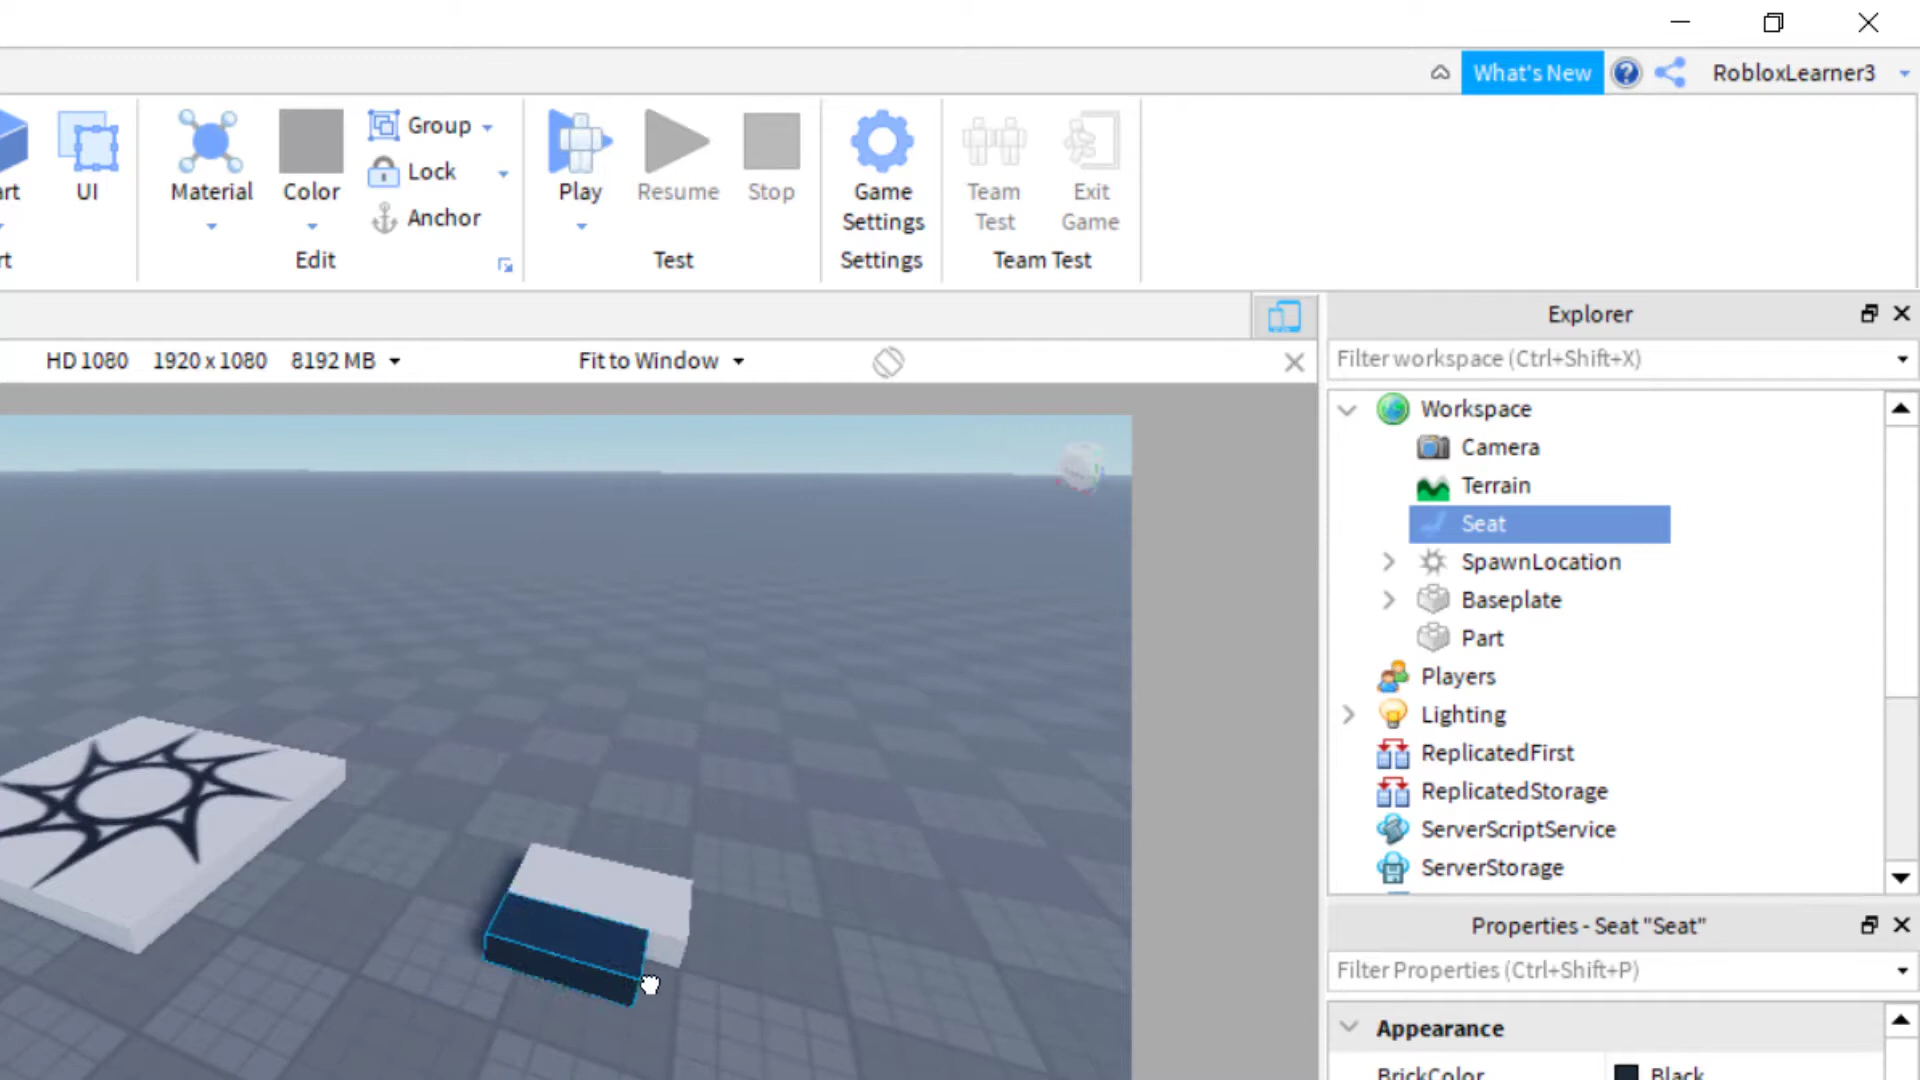 What's New
RobloxLearner3
art
UI
Material
Color
Group
Lock
Anchor
Edit
Play
Resume
Stop
Test
Game
Settings
Settings
Team
Test
Exit
Game
Team Test
HD 1080 1920 x 1080 8192 MB
Fit to Window
Explorer
Filter workspace (Ctrl+Shift+X)
Workspace
Camera
Terrain
Seat
SpawnLocation
Baseplate
Part
Players
Lighting
ReplicatedFirst
ReplicatedStorage
ServerScriptService
ServerStorage
Properties - Seat "Seat"
Filter Properties (Ctrl+Shift+P)
Appearance
BrickColor Black